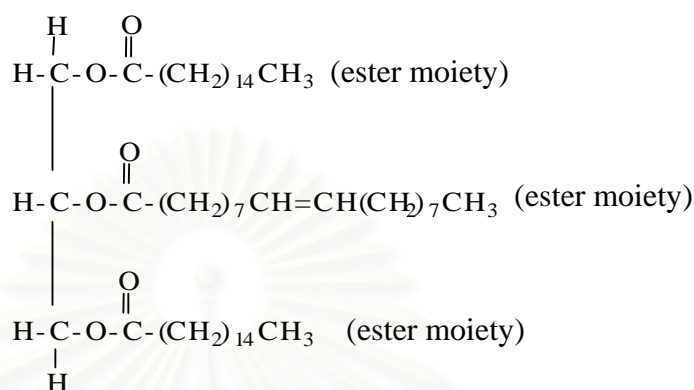 H
O
H-C-O-C-(CH2)14CH3 (ester moiety)
O
H-C-O-C-(CH2)7CH=CH(CH2)7CH3 (ester moiety)
O
H-C-O-C-(CH2)14CH3 (ester moiety)
H